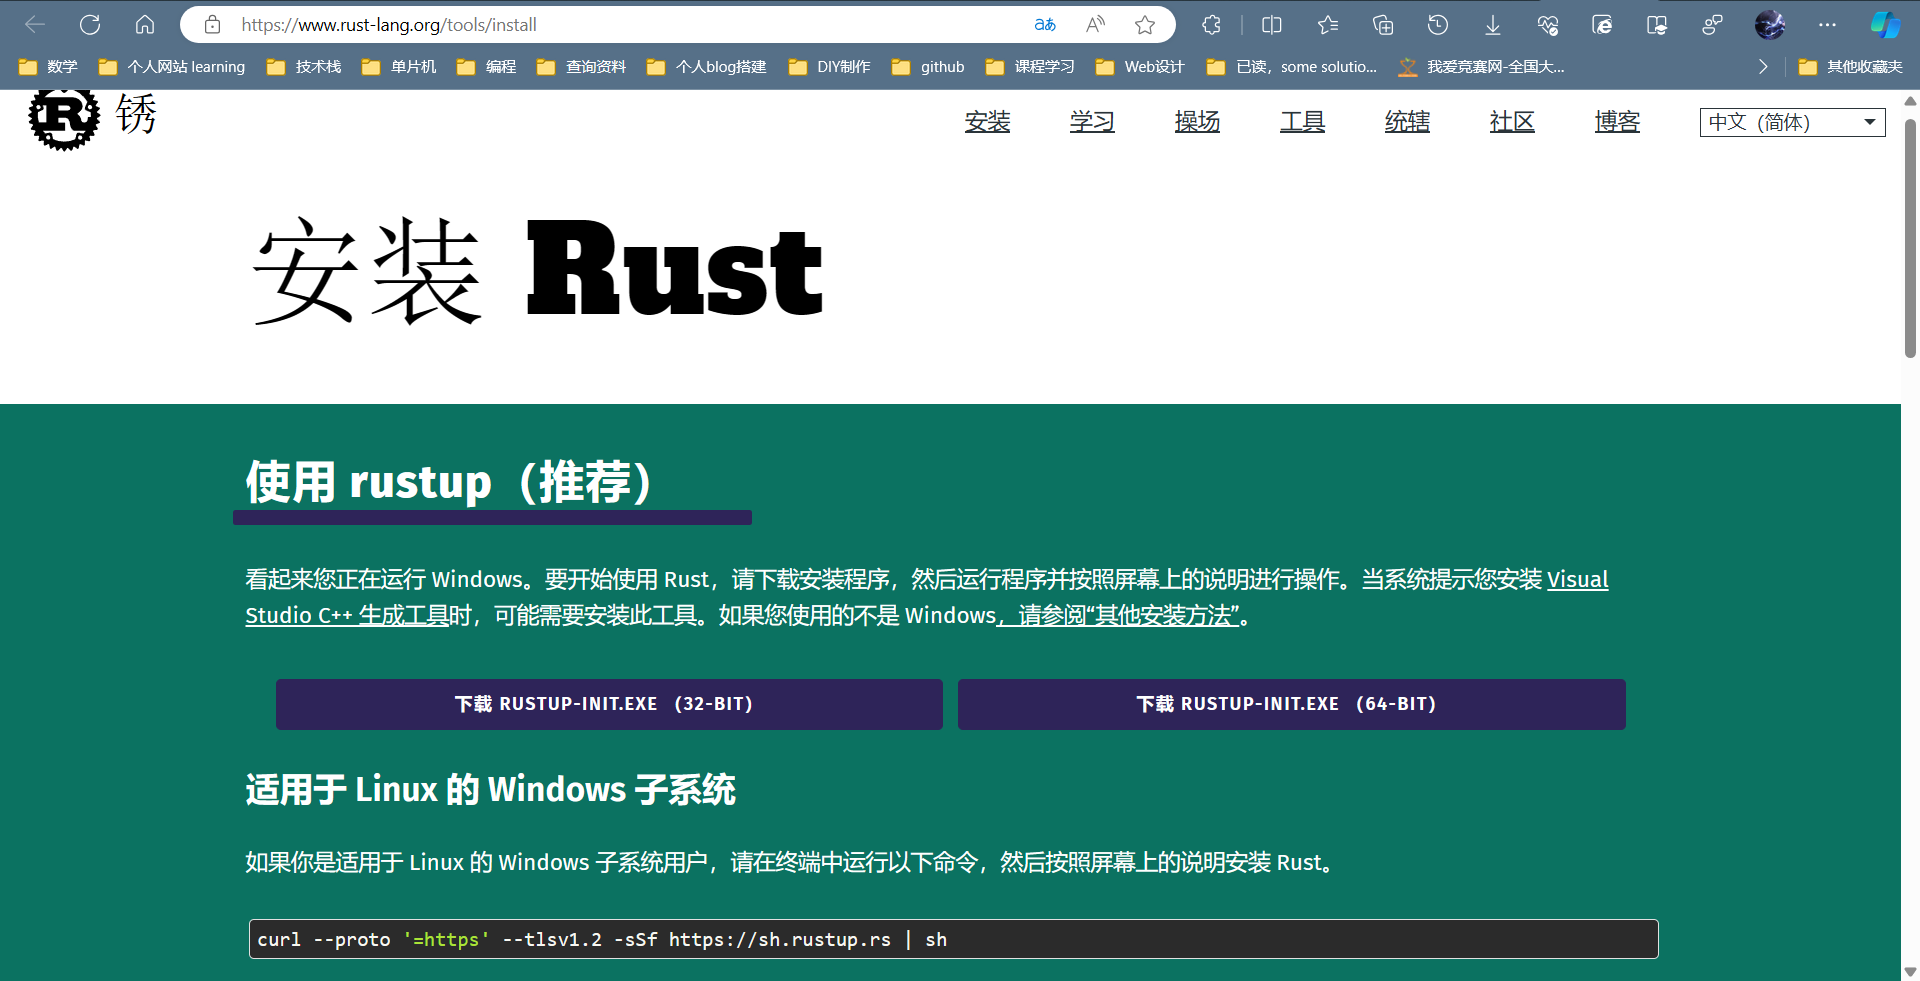 https://www.rust-lang.org/tools/install
数学 个人网站 learning 技术栈 单片机 编程 查询资料 个人blog搭建 DIY制作 github 课程学习 Web设计 已读，some solutio... 我爱竞赛网-全国大... 其他收藏夹
锈 安装 学习 操场 工具 统辖 社区 博客 中文（简体）
安装 Rust
使用 rustup（推荐）
看起来您正在运行 Windows。要开始使用 Rust，请下载安装程序，然后运行程序并按照屏幕上的说明进行操作。当系统提示您安装 Visual
Studio C++ 生成工具时，可能需要安装此工具。如果您使用的不是 Windows，请参阅“其他安装方法”。
下载 RUSTUP-INIT.EXE （32-BIT） 下载 RUSTUP-INIT.EXE （64-BIT）
适用于 Linux 的 Windows 子系统
如果你是适用于 Linux 的 Windows 子系统用户，请在终端中运行以下命令，然后按照屏幕上的说明安装 Rust。
curl --proto '=https' --tlsv1.2 -sSf https://sh.rustup.rs | sh